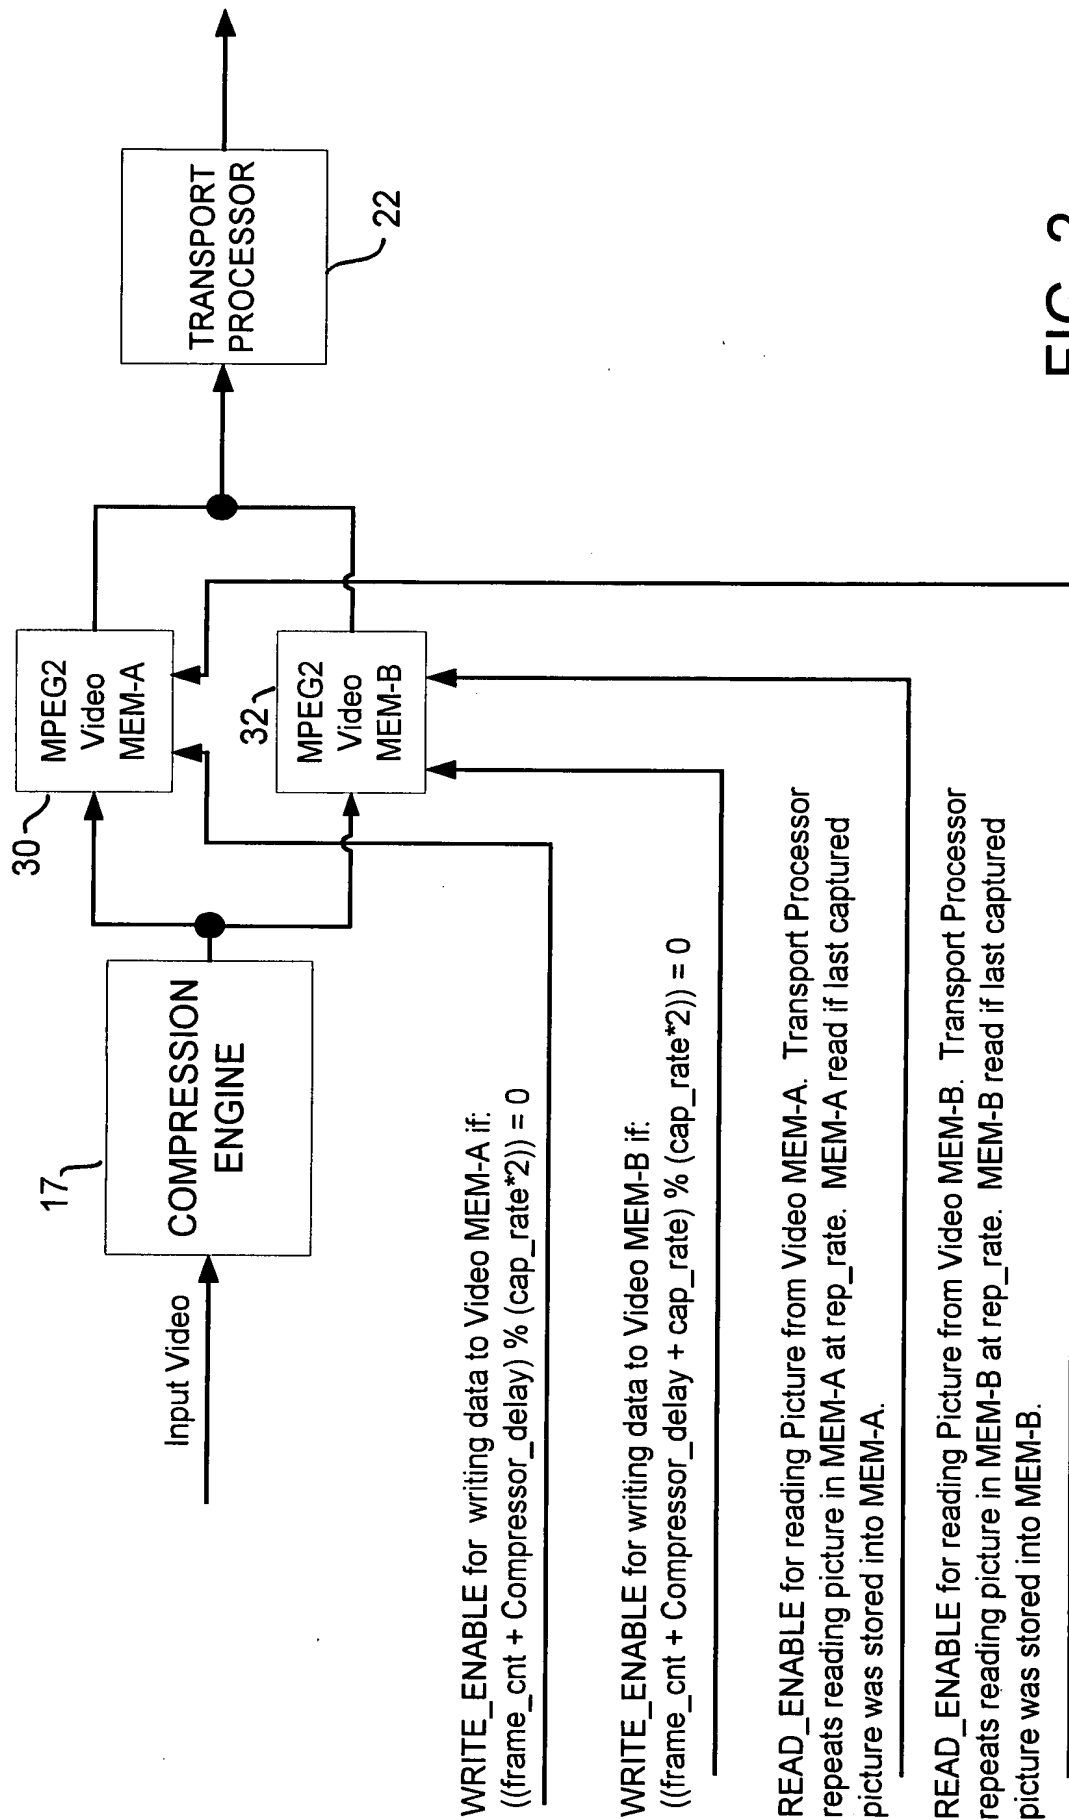 Input Video
17
COMPRESSION
ENGINE
30
MPEG2
Video
MEM-A
32
MPEG2
Video
MEM-B
TRANSPORT
PROCESSOR
22
WRITE_ENABLE for writing data to Video MEM-A if:
((frame_cnt + Compressor_delay) % (cap_rate*2)) = 0
WRITE_ENABLE for writing data to Video MEM-B if:
((frame_cnt + Compressor_delay + cap_rate) % (cap_rate*2)) = 0
READ_ENABLE for reading Picture from Video MEM-A. Transport Processor
repeats reading picture in MEM-A at rep_rate. MEM-A read if last captured
picture was stored into MEM-A.
READ_ENABLE for reading Picture from Video MEM-B. Transport Processor
repeats reading picture in MEM-B at rep_rate. MEM-B read if last captured
picture was stored into MEM-B.
FIG. 2